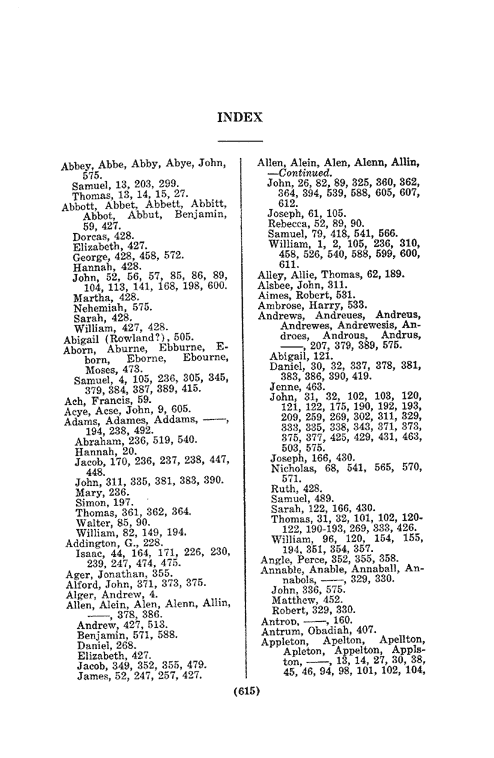 INDEX
Abbey, Abbe, Abby, Abye, John,
575.
Samuel, 13, 203, 299.
Thomas, 13, 14, 15, 27.
Abbott, Abbet, Abbett, Abbitt,
Abbot, Abbut, Benjamin,
59, 427.
Dorcas, 428.
Elizabeth, 427.
George, 428, 458, 572.
Hannah, 428.
John, 52, 56, 57, 85, 86, 89,
104, 113, 141, 168, 198, 600.
Martha, 428.
Nehemiah, 575.
Sarah, 428.
William, 427, 428.
Abigail (Rowland?), 505.
Aborn, Aburne, Ebburne, E-
born, Eborne, Ebourne,
Moses, 473.
Samuel, 4, 105, 236, 305, 345,
379, 384, 387, 389, 415.
Ach, Francis, 59.
Acye, Acse, John, 9, 605.
Adams, Adames, Addams, ——,
194, 238, 492.
Abraham, 236, 519, 540.
Hannah, 20.
Jacob, 170, 236, 237, 238, 447,
448.
John, 311, 335, 381, 383, 390.
Mary, 236.
Simon, 197.
Thomas, 361, 362, 364.
Walter, 85, 90.
William, 82, 149, 194.
Addington, G., 228.
Isaac, 44, 164, 171, 226, 230,
239, 247, 474, 475.
Ager, Jonathan, 355.
Alford, John, 371, 373, 375.
Alger, Andrew, 4.
Allen, Alein, Alen, Alenn, Allin,
——, 378, 386.
Andrew, 427, 513.
Benjamin, 571, 588.
Daniel, 268.
Elizabeth, 427.
Jacob, 349, 352, 355, 479.
James, 52, 247, 257, 427.
Allen, Alein, Alen, Alenn, Allin,
—Continued.
John, 26, 82, 89, 325, 360, 362,
364, 394, 539, 588, 605, 607,
612.
Joseph, 61, 105.
Rebecca, 52, 89, 90.
Samuel, 79, 418, 541, 566.
William, 1, 2, 105, 236, 310,
458, 526, 540, 588, 599, 600,
611.
Alley, Allie, Thomas, 62, 189.
Alsbee, John, 311.
Aimes, Robert, 531.
Ambrose, Harry, 533.
Andrews, Andreues, Andreus,
Andrewes, Andrewesis, An-
droes, Androus, Andrus,
——, 207, 379, 389, 575.
Abigail, 121.
Daniel, 30, 32, 337, 378, 381,
383, 386, 390, 419.
Jenne, 463.
John, 31, 32, 102, 103, 120,
121, 122, 175, 190, 192, 193,
209, 259, 269, 302, 311, 329,
333, 335, 338, 343, 371, 373,
375, 377, 425, 429, 431, 463,
503, 575.
Joseph, 166, 430.
Nicholas, 68, 541, 565, 570,
571.
Ruth, 428.
Samuel, 489.
Sarah, 122, 166, 430.
Thomas, 31, 32, 101, 102, 120-
122, 190-193, 269, 333, 426.
William, 96, 120, 154, 155,
194, 351, 354, 357.
Angle, Perce, 352, 355, 358.
Annable, Anable, Annaball, An-
nabols, ——, 329, 330.
John, 336, 575.
Matthew, 452.
Robert, 329, 330.
Antrop, ——, 160.
Antrum, Obadiah, 407.
Appleton, Apelton, Apellton,
Apleton, Appelton, Appls-
ton, ——, 13, 14, 27, 30, 38,
45, 46, 94, 98, 101, 102, 104,
(615)